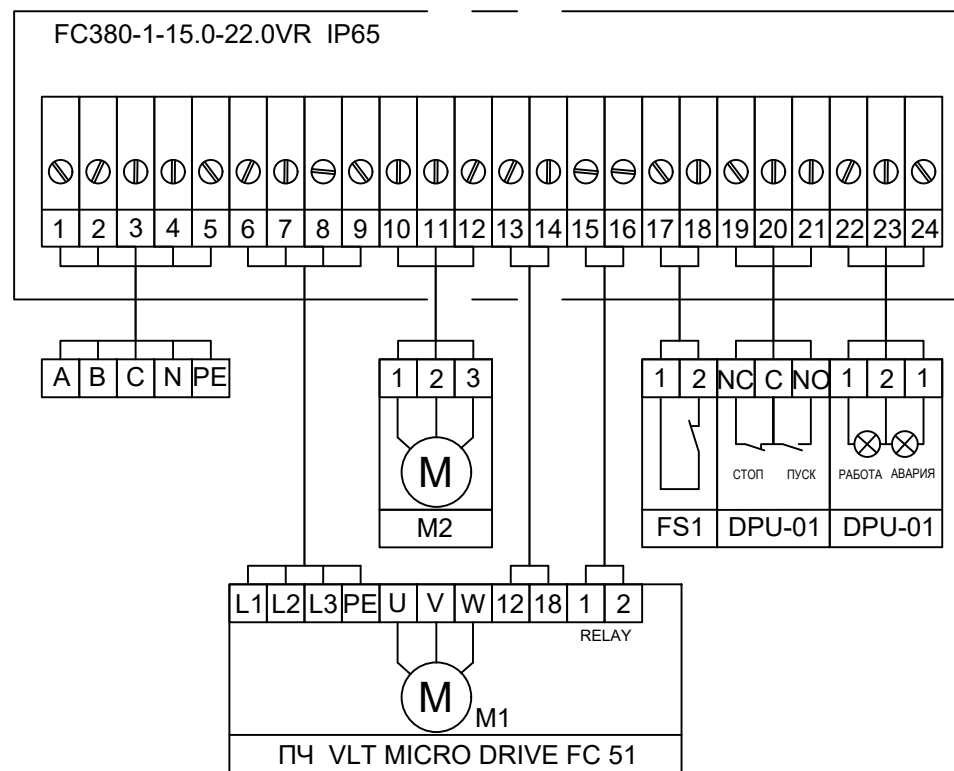 FC380-1-15.0-22.0VR IP65
1 2 3 4 5 6 7 8 9 10 11 12 13 14 15 16 17 18 19 20 21 22 23 24
A B C N PE
1 2 3
1 2 NC C NO 1 2 1
M
СТОП ПУСК РАБОТА АВАРИЯ
M2
FS1 DPU-01 DPU-01
L1 L2 L3 PE U V W 12 18 1 2
RELAY
M
M1
ПЧ VLT MICRO DRIVE FC 51